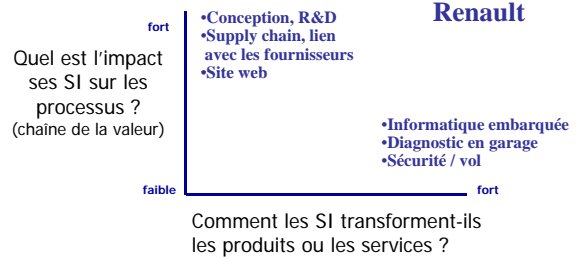 Renault
fort
•Conception, R&D
•Supply chain, lien
avec les fournisseurs
•Site web
Quel est l'impact
ses SI sur les
processus ?
(chaîne de la valeur)
•Informatique embarquée
•Diagnostic en garage
•Sécurité / vol
faible
fort
Comment les SI transforment-ils
les produits ou les services ?